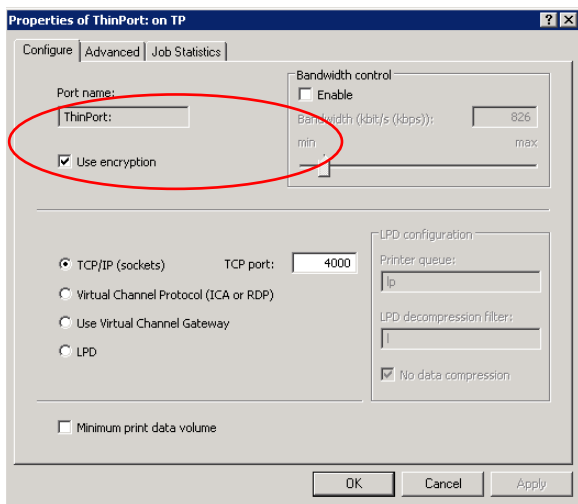 Properties of ThinPort: on TP
Configure Advanced Job Statistics
Port name:
ThinPort:
Use encryption
Bandwidth control
Enable
Bandwidth (kbit/s (kbps)):
826
min max
TCP/IP (sockets) TCP port: 4000
Virtual Channel Protocol (ICA or RDP)
Use Virtual Channel Gateway
LPD
LPD configuration
Printer queue:
lp
LPD decompression filter:
l
No data compression
Minimum print data volume
OK Cancel Apply